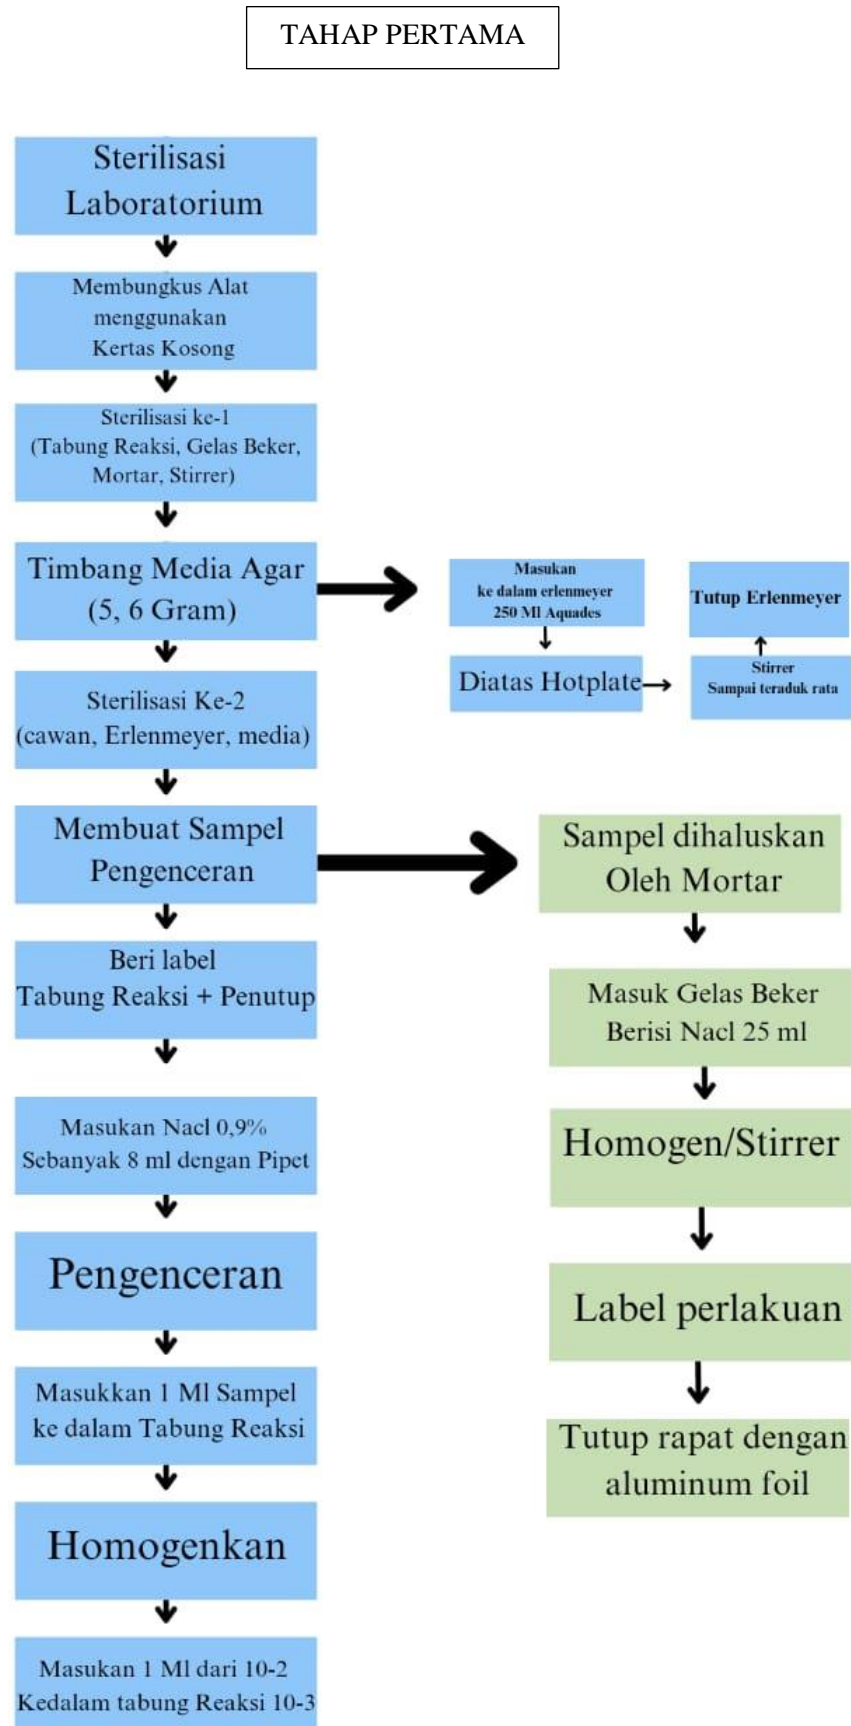 TAHAP PERTAMA
Sterilisasi
Laboratorium
Membungkus Alat
menggunakan
Kertas Kosong
Sterilisasi ke-1
(Tabung Reaksi, Gelas Beker,
Mortar, Stirrer)
Timbang Media Agar
(5, 6 Gram)
Masukan
ke dalam erlenmeyer
250 Ml Aquades
Diatas Hotplate
Stirrer
Sampai teraduk rata
Tutup Erlenmeyer
Sterilisasi Ke-2
(cawan, Erlenmeyer, media)
Membuat Sampel
Pengenceran
Sampel dihaluskan
Oleh Mortar
Masuk Gelas Beker
Berisi Nacl 25 ml
Homogen/Stirrer
Label perlakuan
Tutup rapat dengan
aluminum foil
Beri label
Tabung Reaksi + Penutup
Masukan Nacl 0,9%
Sebanyak 8 ml dengan Pipet
Pengenceran
Masukkan 1 Ml Sampel
ke dalam Tabung Reaksi
Homogenkan
Masukan 1 Ml dari 10-2
Kedalam tabung Reaksi 10-3